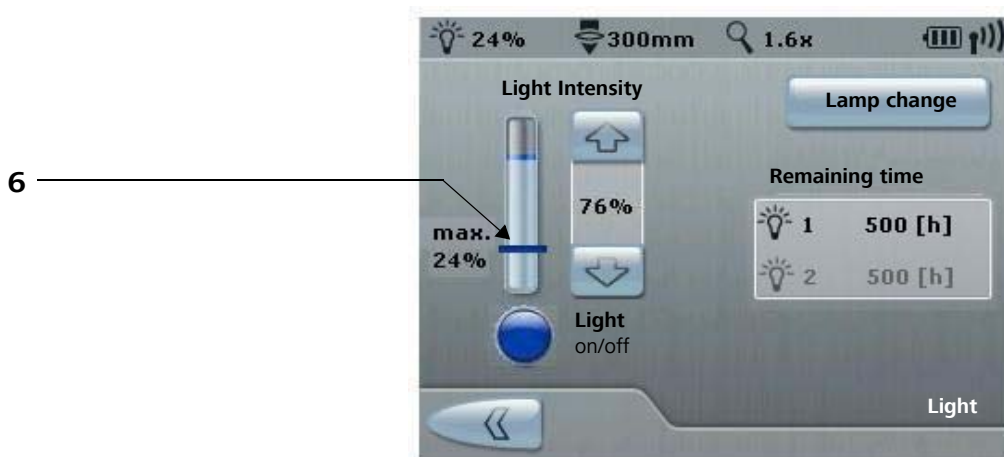 24% 300mm 1.6x
Light Intensity
Lamp change
6
76%
max.
24%
Remaining time
1 500 [h]
2 500 [h]
Light
on/off
Light